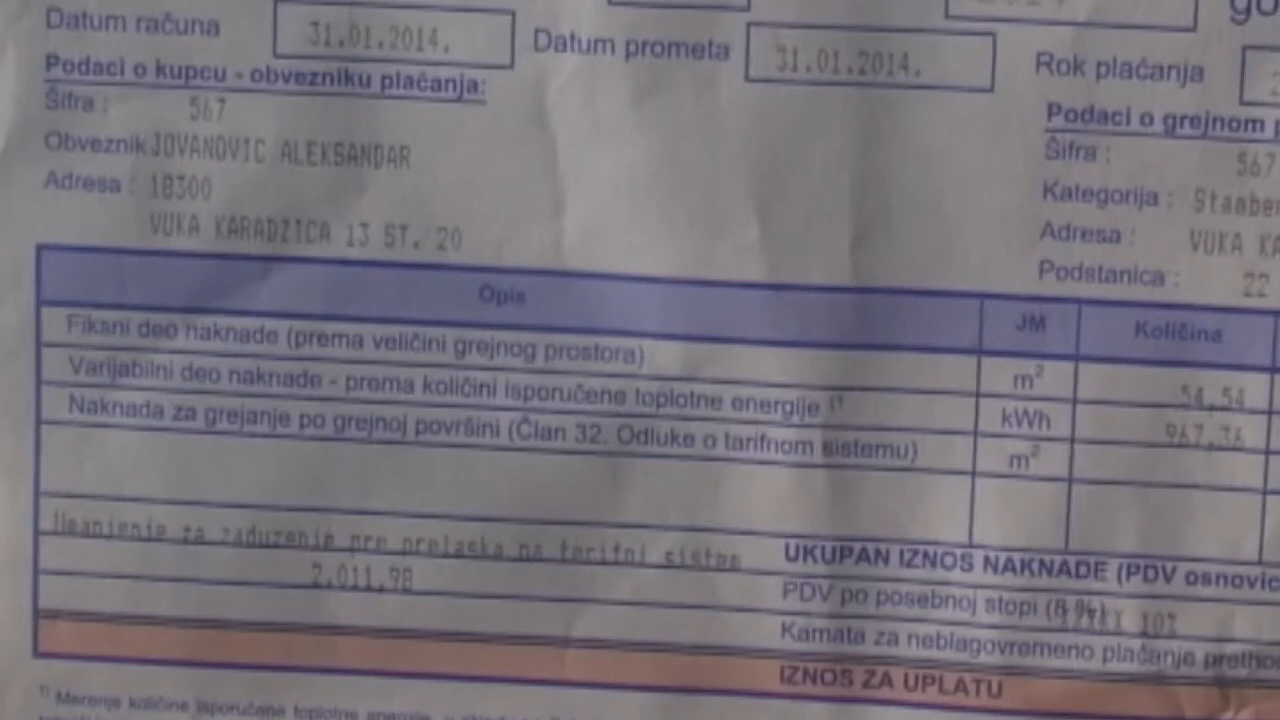 Datum računa 31.01.2014. Datum prometa 31.01.2014. Rok plaćanja
Podaci o kupcu - obvezniku plaćanja:
Podaci o grejnom
Šifra : 567
Šifra : 567
Obveznik JOVANOVIC ALEKSANDAR
Kategorija :
Adresa : 18300
Adresa : VUKA
VUKA KARADZICA 13 ST. 20
Podstanica : 22
Opis JM Količina
Fiksni deo naknade (prema veličini grejnog prostora) m² 54,54
Varijabilni deo naknade - prema količini isporučene toplotne energije ¹⁾ kWh 967,36
Naknada za grejanje po grejnoj površini (Član 32. Odluke o tarifnom sistemu) m²
Umanjenje za zaduzenje pre prelaska na tarifni sistem
UKUPAN IZNOS NAKNADE (PDV
2.011,98
PDV po posebnoj stopi (8 %) 10%
Kamata za neblagovremeno plaćanje
IZNOS ZA UPLATU
¹⁾ Merenje količine isporučene toplotne energije